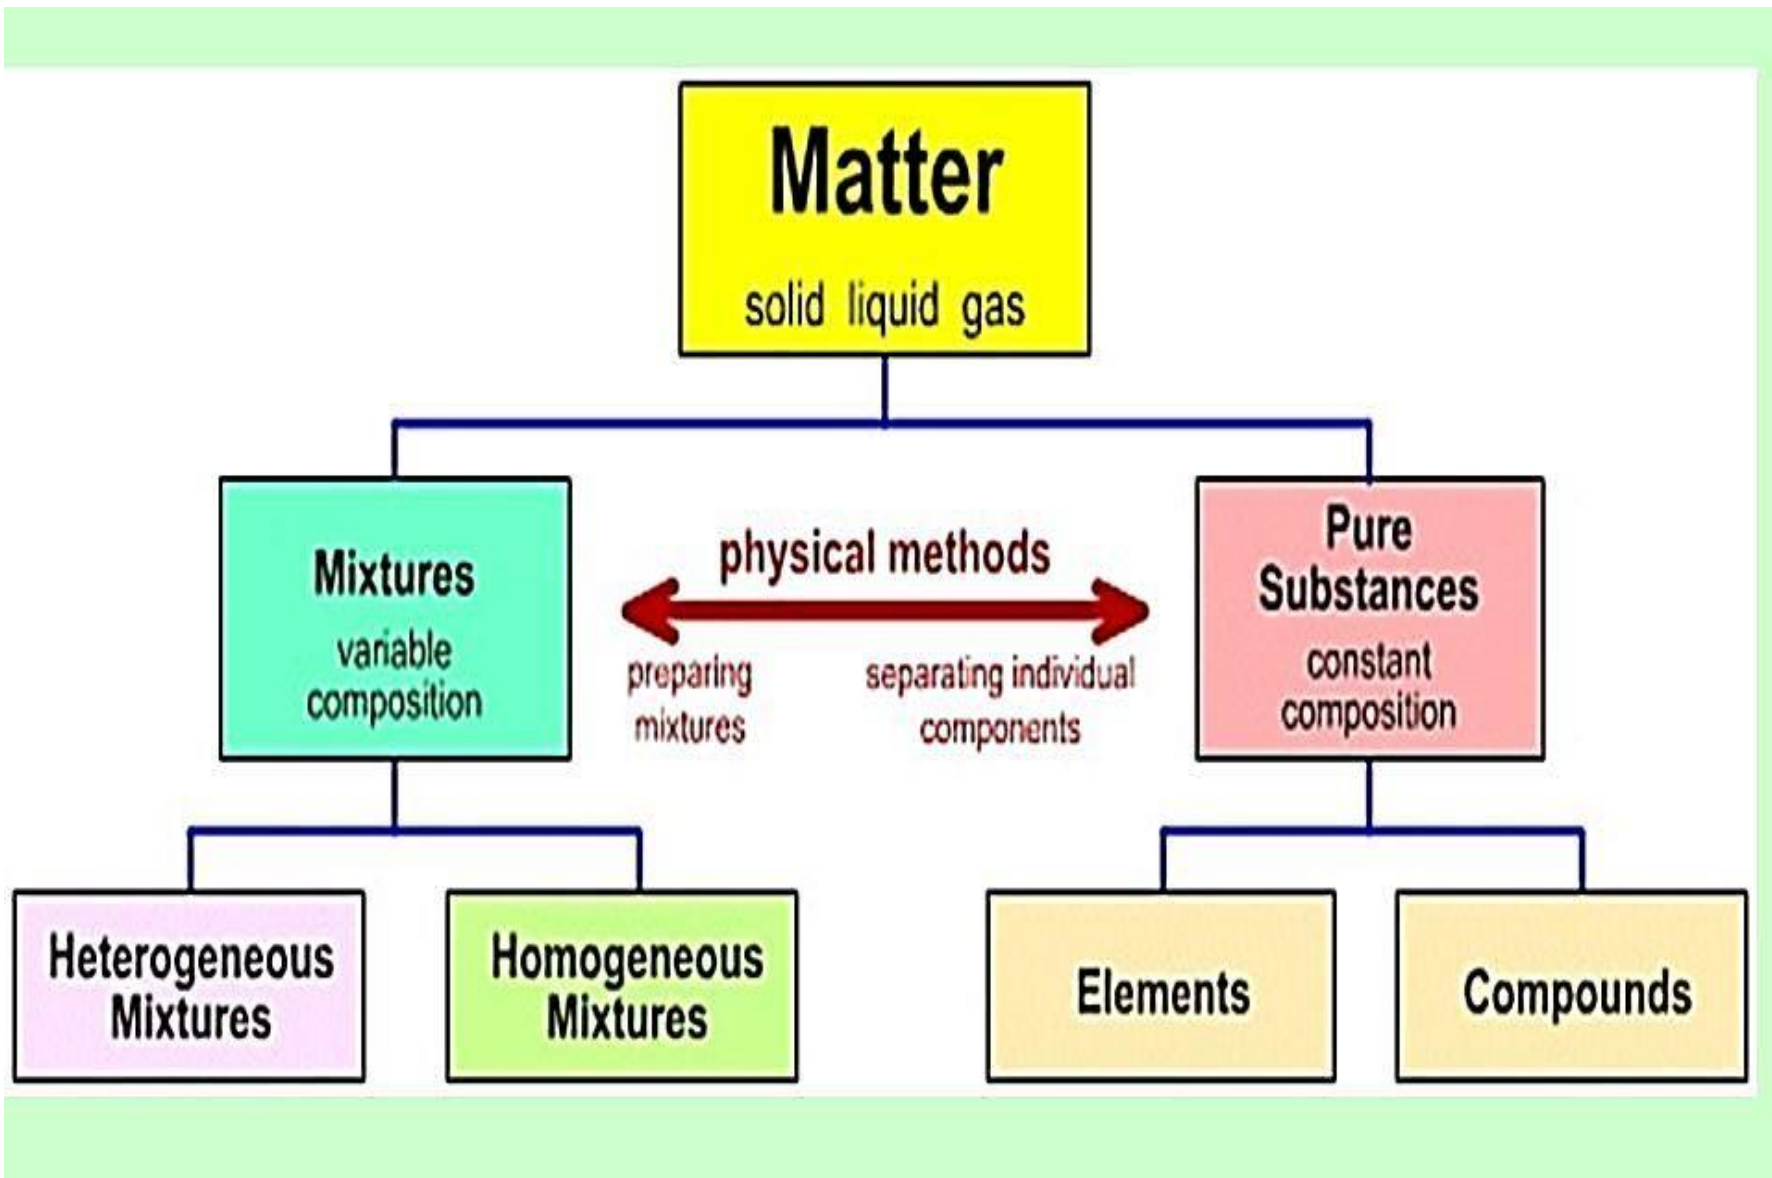 Matter
solid liquid gas
Mixtures
variable
composition
physical methods
preparing
mixtures
separating individual
components
Pure
Substances
constant
composition
Heterogeneous
Mixtures
Homogeneous
Mixtures
Elements
Compounds